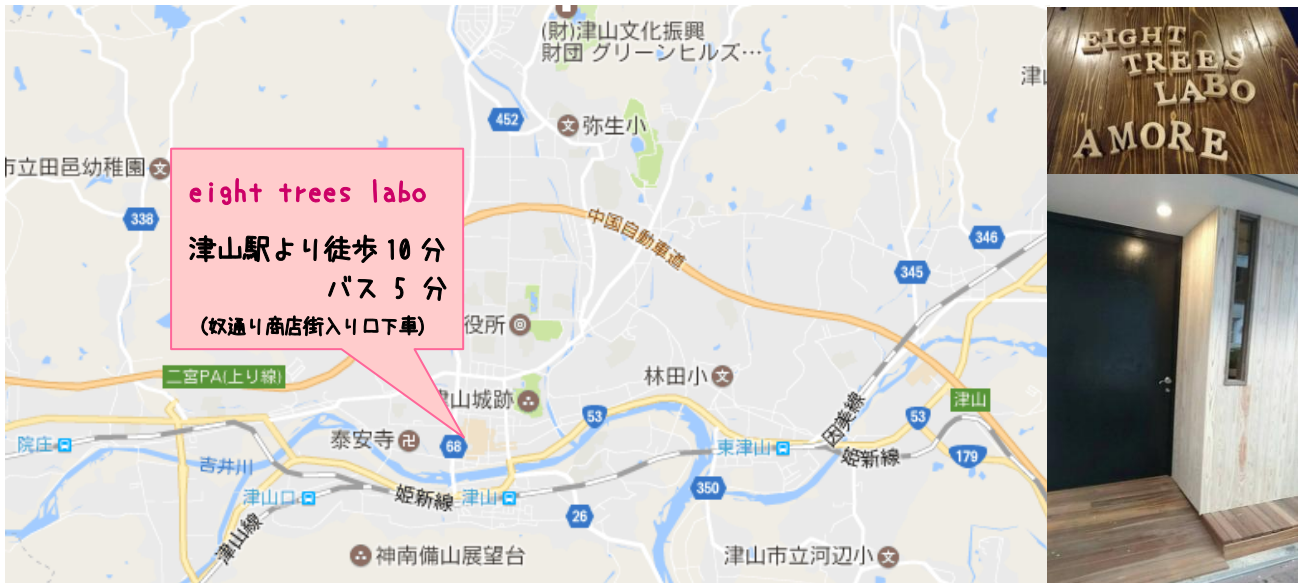 (財)津山文化振興
財団 グリーンヒルズ…
452
弥生小
市立田邑幼稚園
eight trees labo
津山駅より徒歩10分
バス 5 分
(奴通り商店街入り口下車)
338
中国自動車道
346
345
役所
二宮PA(上り線)
林田小
山城跡
53
津山
53
泰安寺
68
因美線
院庄
東津山
姫新線
179
吉井川
津山口
姫新線
津山
350
26
津山線
神南備山展望台
津山市立河辺小
EIGHT
TREES
LABO
AMORE